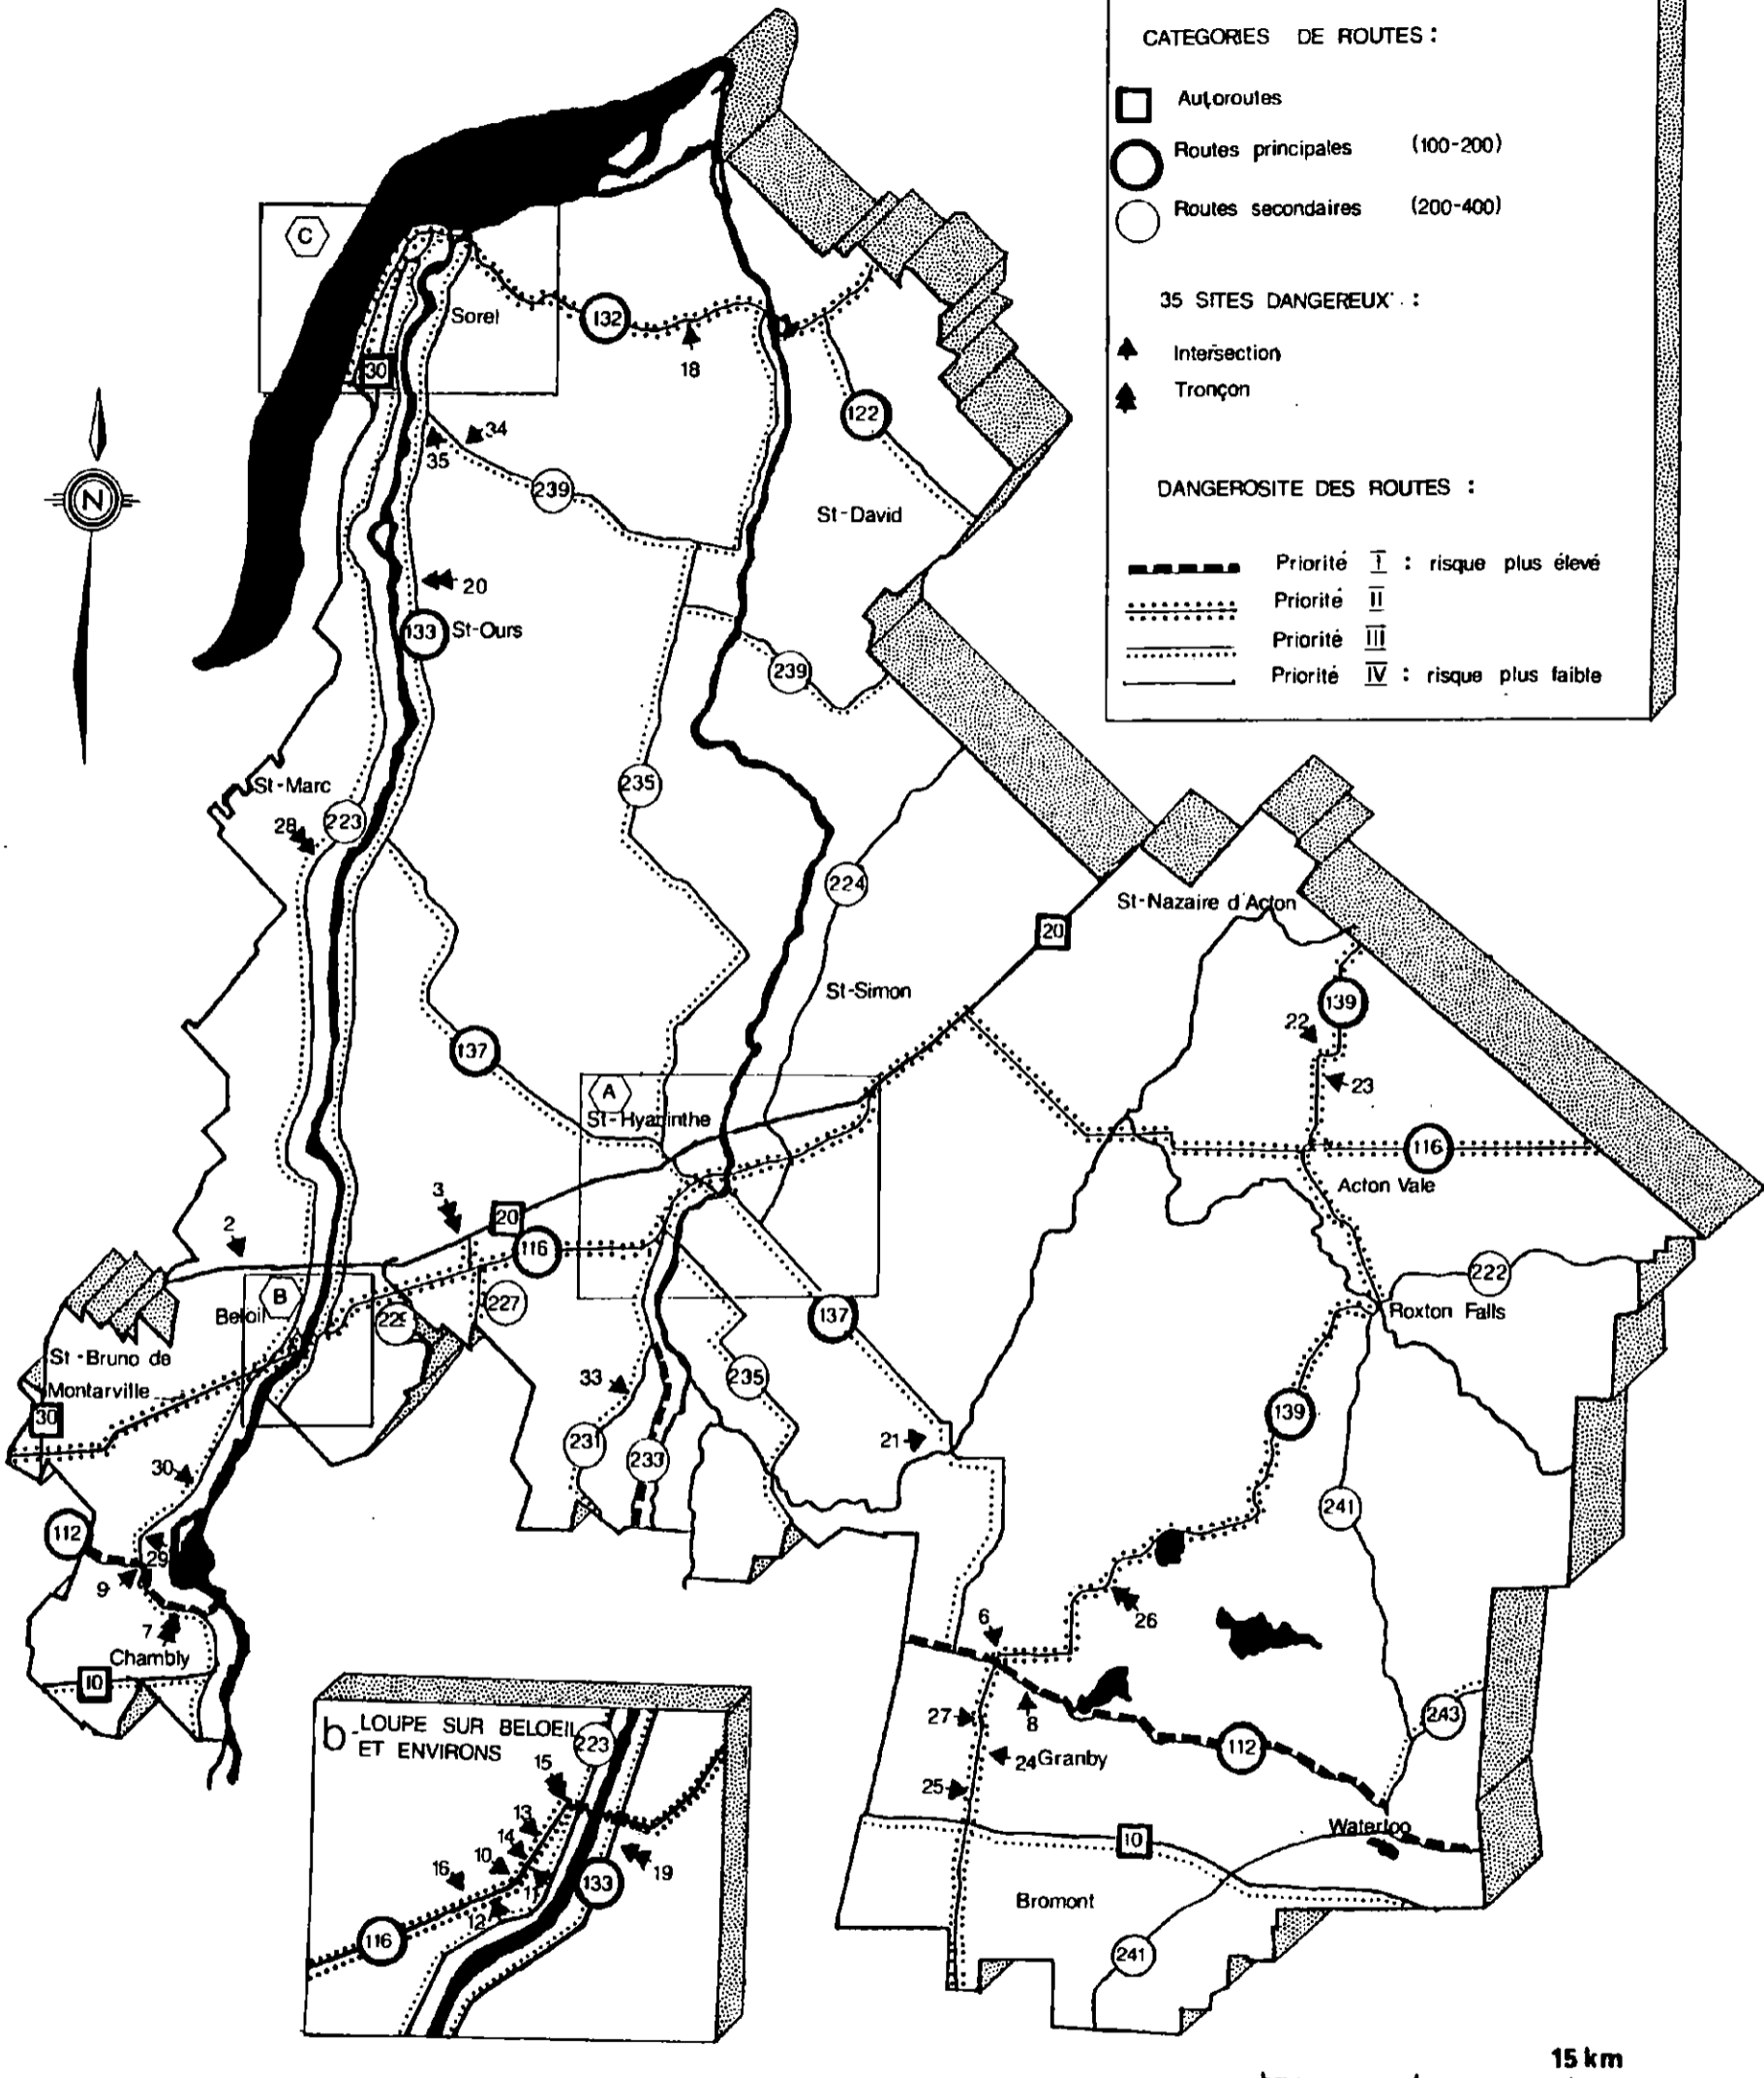 CATEGORIES DE ROUTES :
Autoroutes
Routes principales (100-200)
Routes secondaires (200-400)
35 SITES DANGEREUX :
Intersection
Tronçon
DANGEROSITE DES ROUTES :
Priorité I : risque plus élevé
Priorité II
Priorité III
Priorité IV : risque plus faible
C
Sorel
132
18
30
122
34
35
239
N
St-David
20
133
St-Ours
239
St-Marc
235
28
223
224
St-Nazaire d'Acton
20
St-Simon
139
22
137
23
A
St-Hyacinthe
116
Acton Vale
3
2
20
116
222
B
227
Beloil
137
Roxton Falls
St-Bruno de
Montarville
33
235
30
139
231
21
233
30
241
112
29
9
26
7
6
Chambly
10
27
8
243
24
Granby
112
25
Waterloo
10
Bromont
241
b - LOUPE SUR BELOEIL
ET ENVIRONS
223
15
13
14
10
16
11
19
133
12
116
15 km